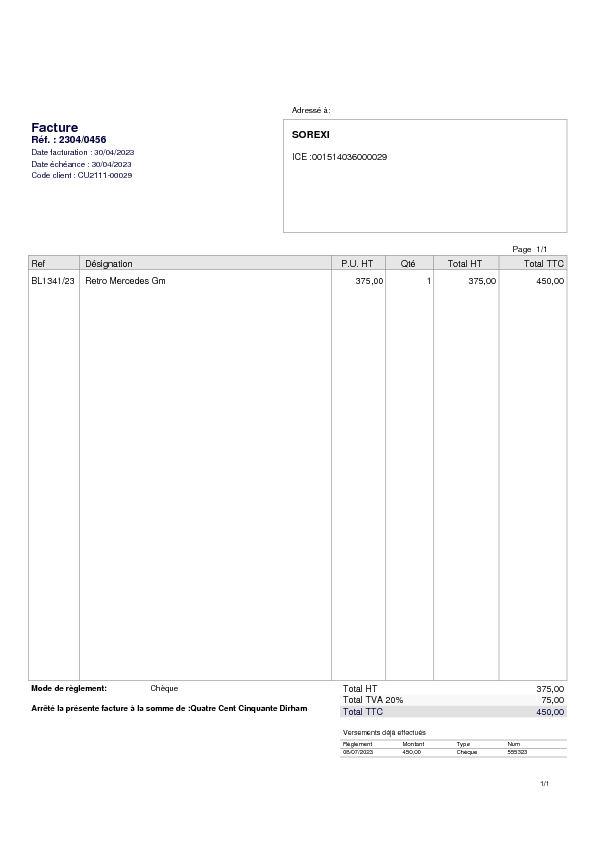 Adressé à:
Facture
Réf. : 2304/0456
Date facturation : 30/04/2023
Date échéance : 30/04/2023
Code client : CU2111-00029
SOREXI
ICE :001514036000029
Page 1/1
Ref Désignation P.U. HT Qté Total HT Total TTC
BL1341/23 Retro Mercedes Gm 375,00 1 375,00 450,00
Mode de règlement: Chèque
Arrêté la présente facture à la somme de :Quatre Cent Cinquante Dirham
Total HT 375,00
Total TVA 20% 75,00
Total TTC 450,00
Versements déjà effectués
Règlement Montant Type Num
08/07/2023 450,00 Chèque 555323
1/1